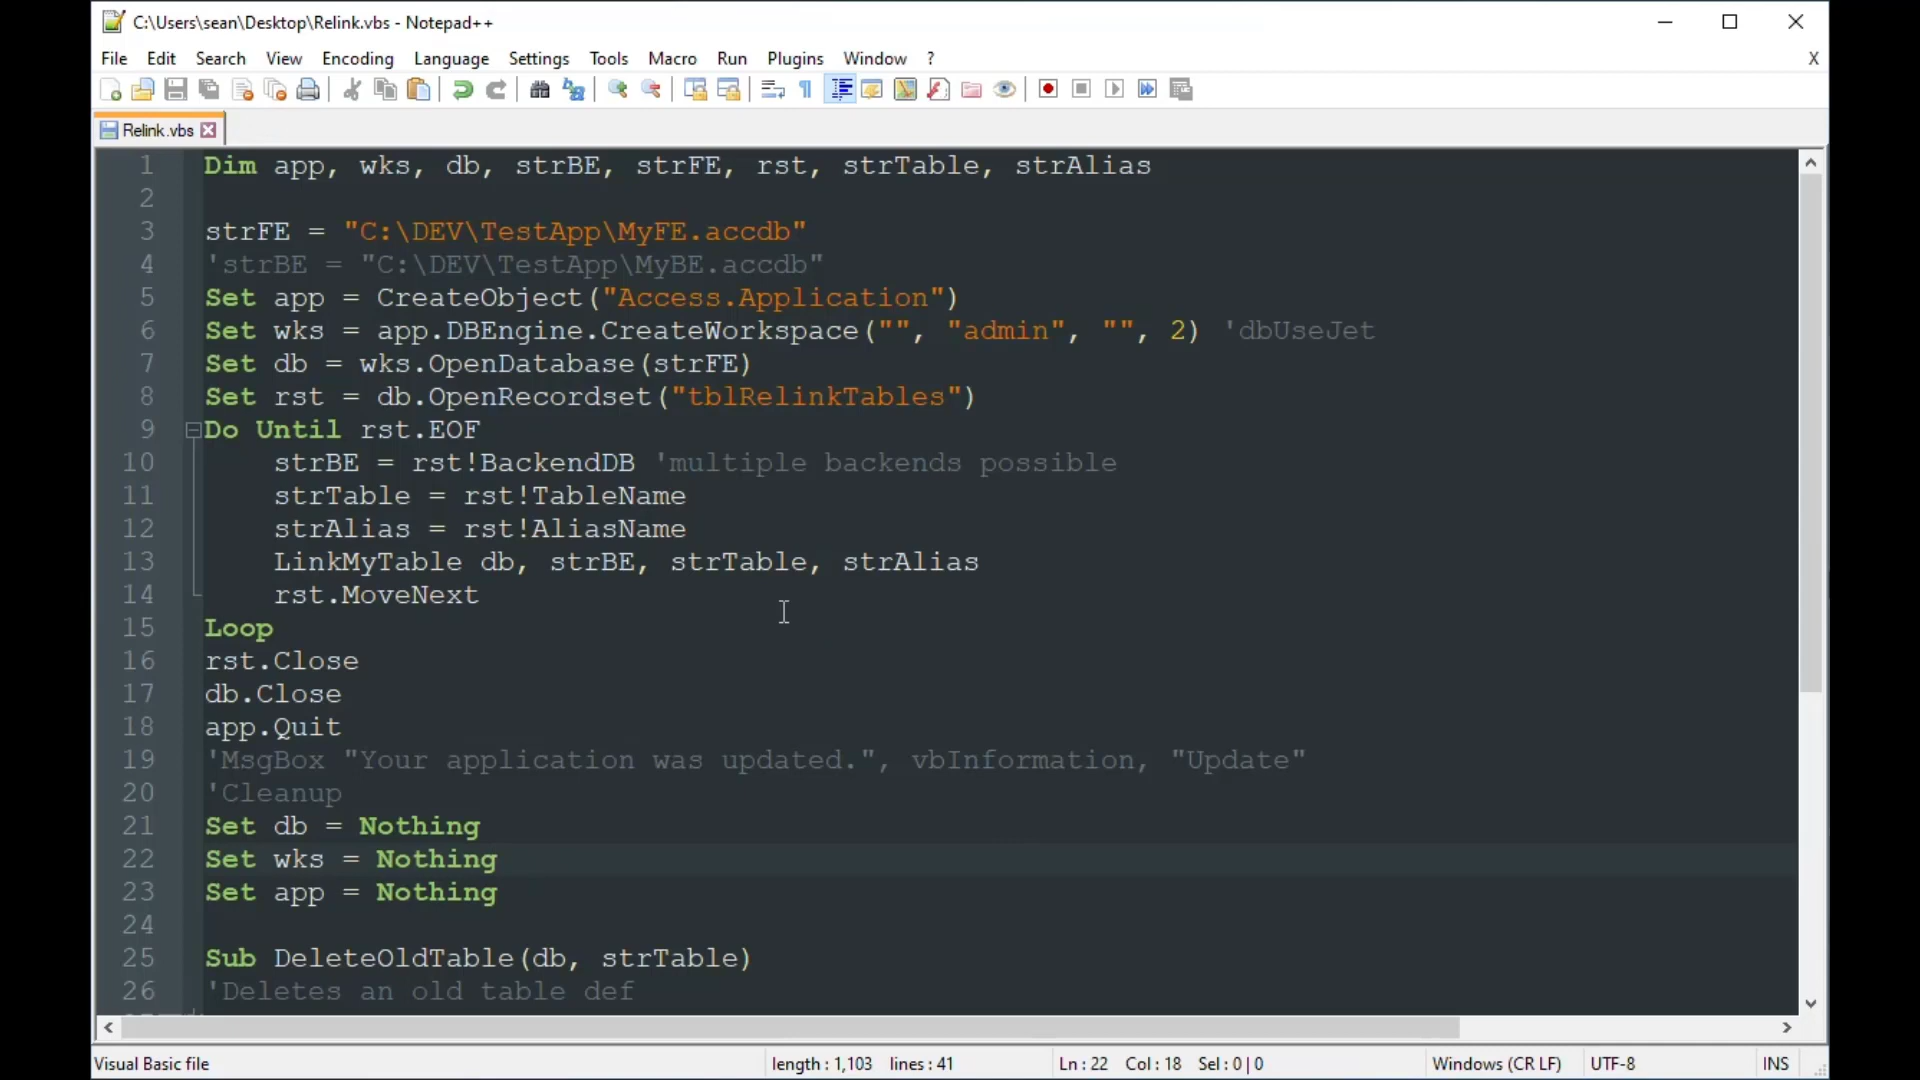 C:\Users\sean\Desktop\Relink.vbs - Notepad++
File Edit Search View Encoding Language Settings Tools Macro Run Plugins Window ? X
Relink.vbs
1 Dim app, wks, db, strBE, strFE, rst, strTable, strAlias
2
3 strFE = "C:\DEV\TestApp\MyFE.accdb"
4 'strBE = "C:\DEV\TestApp\MyBE.accdb"
5 Set app = CreateObject("Access.Application")
6 Set wks = app.DBEngine.CreateWorkspace("", "admin", "", 2) 'dbUseJet
7 Set db = wks.OpenDatabase(strFE)
8 Set rst = db.OpenRecordset("tblRelinkTables")
9 Do Until rst.EOF
10 strBE = rst!BackendDB 'multiple backends possible
11 strTable = rst!TableName
12 strAlias = rst!AliasName
13 LinkMyTable db, strBE, strTable, strAlias
14 rst.MoveNext
15 Loop
16 rst.Close
17 db.Close
18 app.Quit
19 'MsgBox "Your application was updated.", vbInformation, "Update"
20 'Cleanup
21 Set db = Nothing
22 Set wks = Nothing
23 Set app = Nothing
24
25 Sub DeleteOldTable(db, strTable)
26 'Deletes an old table def
Visual Basic file length : 1,103 lines : 41 Ln : 22 Col : 18 Sel : 0 | 0 Windows (CR LF) UTF-8 INS